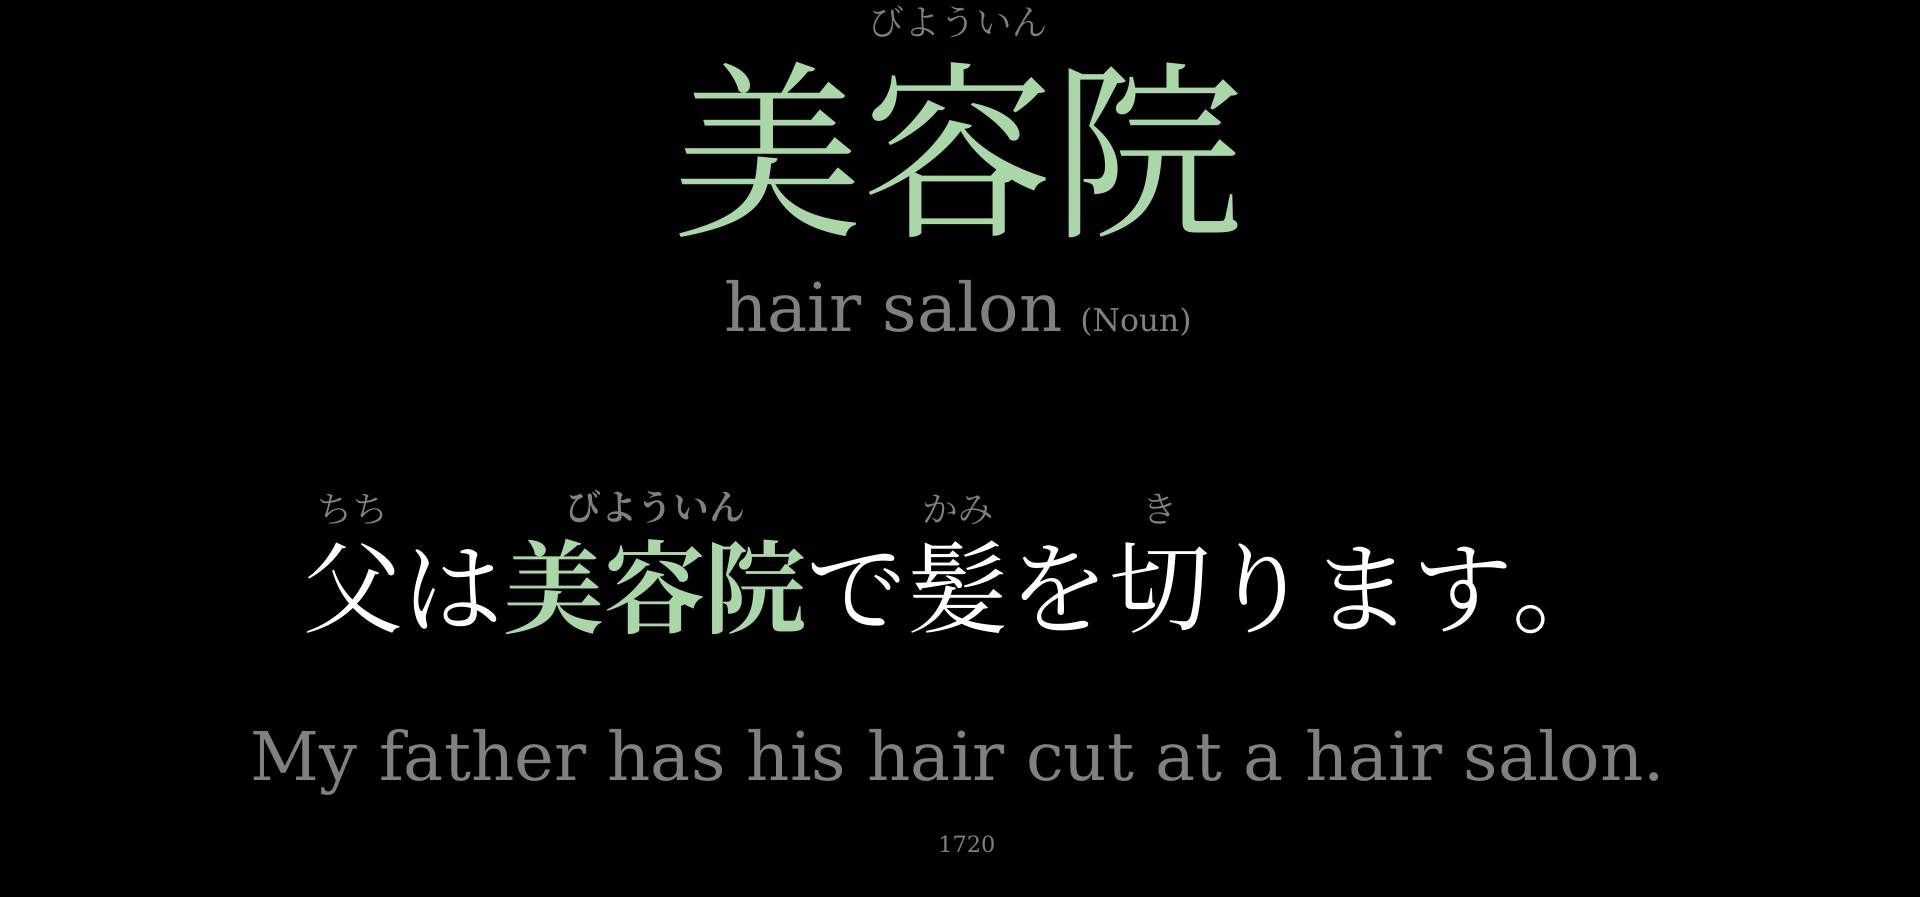 びよういん
美容院
hair salon (Noun)
ちち びよういん かみ き
父は美容院で髪を切ります。
My father has his hair cut at a hair salon.
1720